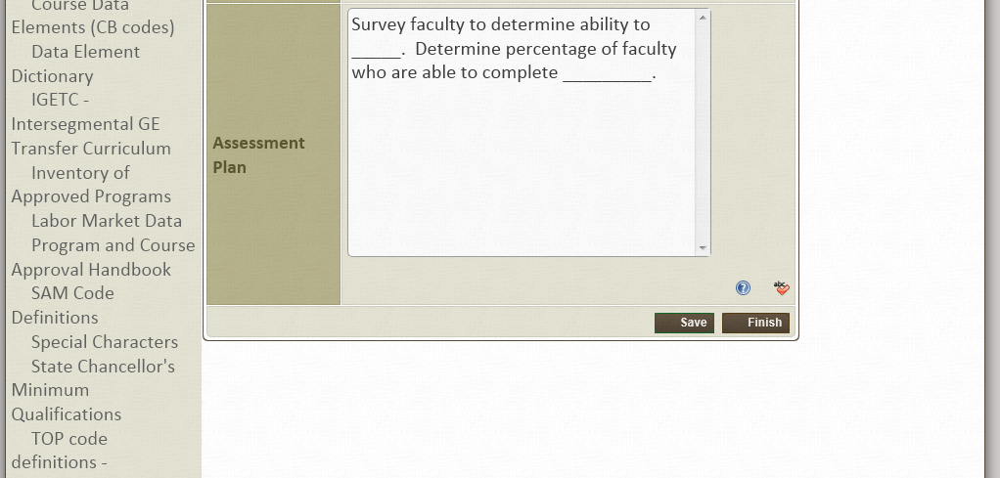 Course Data
Elements (CB codes)
Data Element
Dictionary
IGETC -
Intersegmental GE
Transfer Curriculum
Inventory of
Approved Programs
Labor Market Data
Program and Course
Approval Handbook
SAM Code
Definitions
Special Characters
State Chancellor's
Minimum
Qualifications
TOP code
definitions -
Assessment
Plan
Survey faculty to determine ability to
_____. Determine percentage of faculty
who are able to complete _________.
abc
Save
Finish